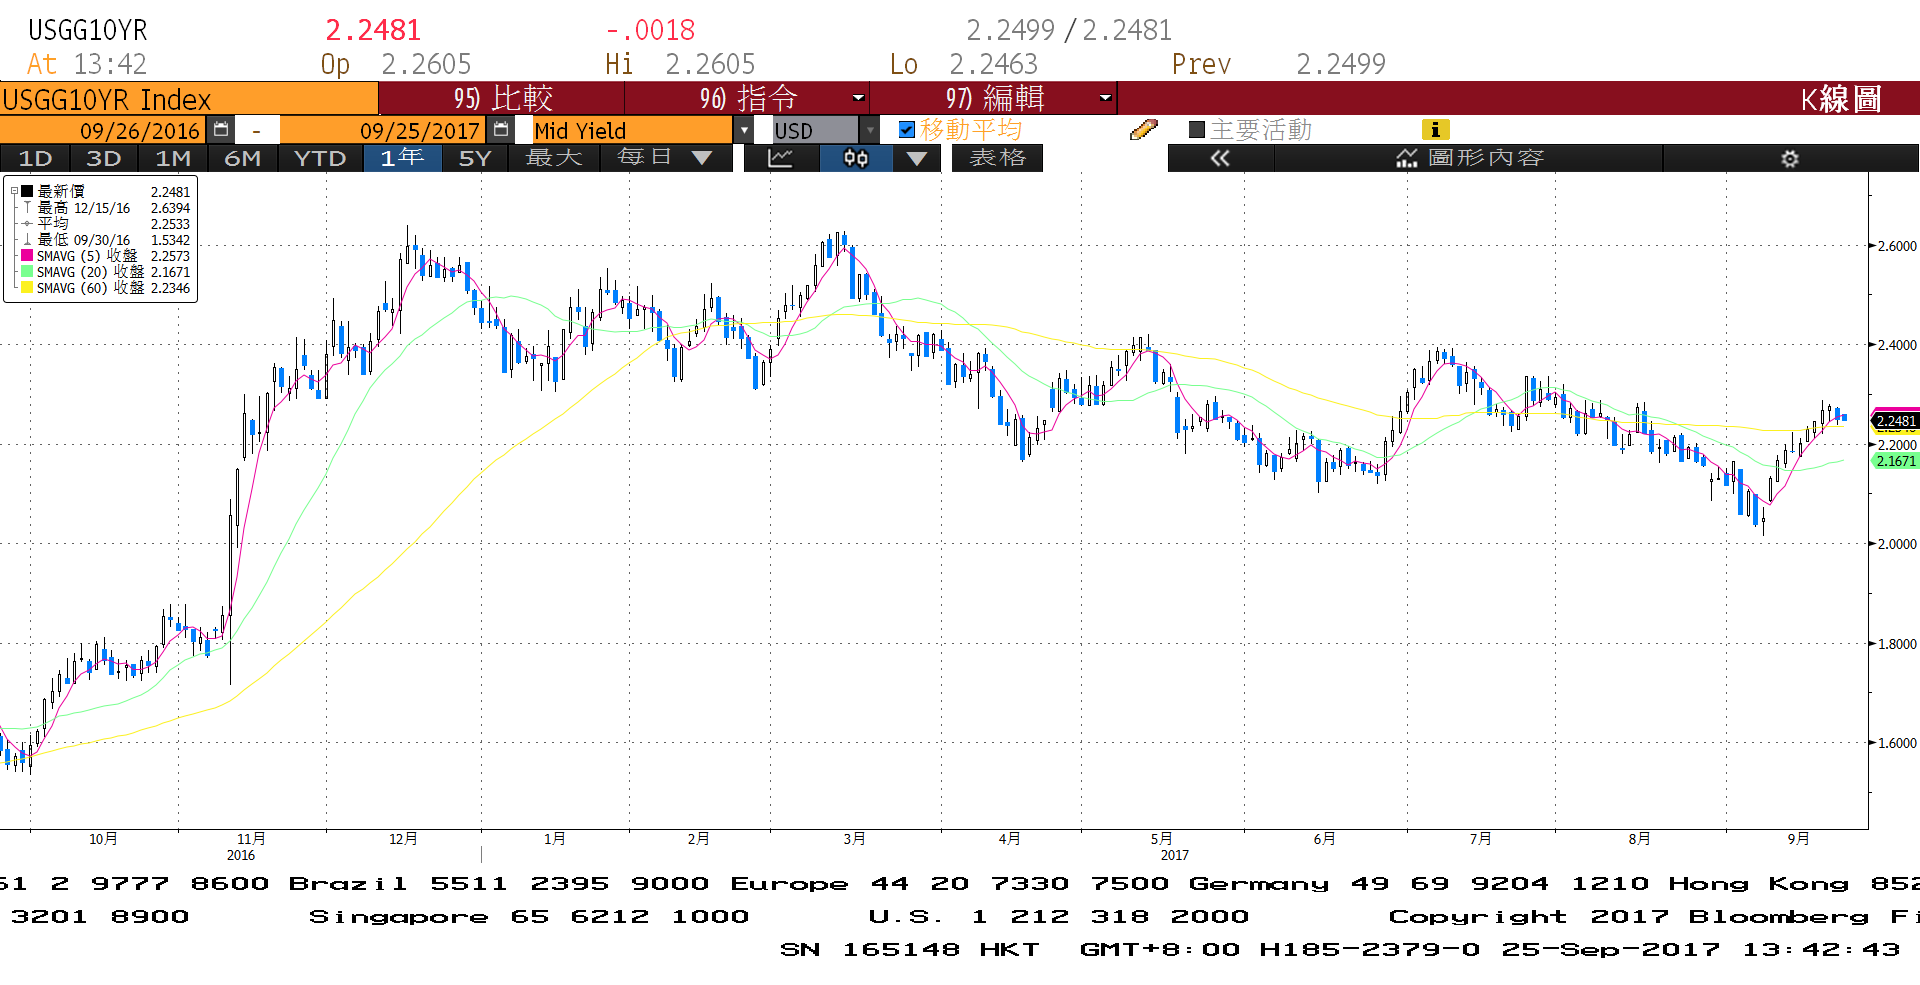 USGG10YR 2.2481 -.0018 2.2499 / 2.2481
At 13:42 Op 2.2605 Hi 2.2605 Lo 2.2463 Prev 2.2499
USGG10YR Index 95) 比較 96) 指令 97) 編輯 K線圖
09/26/2016 - 09/25/2017 Mid Yield USD 移動平均 主要活動
1D 3D 1M 6M YTD 1年 5Y 最大 每日 表格 圖形內容
最新價 2.2481
最高 12/15/16 2.6394
平均 2.2533
最低 09/30/16 1.5342
SMAVG (5) 收盤 2.2573
SMAVG (20) 收盤 2.1671
SMAVG (60) 收盤 2.2346
2.6000
2.4000
2.2481
2.2000
2.1671
2.0000
1.8000
1.6000
10月 11月 12月 1月 2月 3月 4月 5月 6月 7月 8月 9月
2016 2017
61 2 9777 8600 Brazil 5511 2395 9000 Europe 44 20 7330 7500 Germany 49 69 9204 1210 Hong Kong 852
3201 8900 Singapore 65 6212 1000 U.S. 1 212 318 2000 Copyright 2017 Bloomberg Fi
SN 165148 HKT GMT+8:00 H185-2379-0 25-Sep-2017 13:42:43